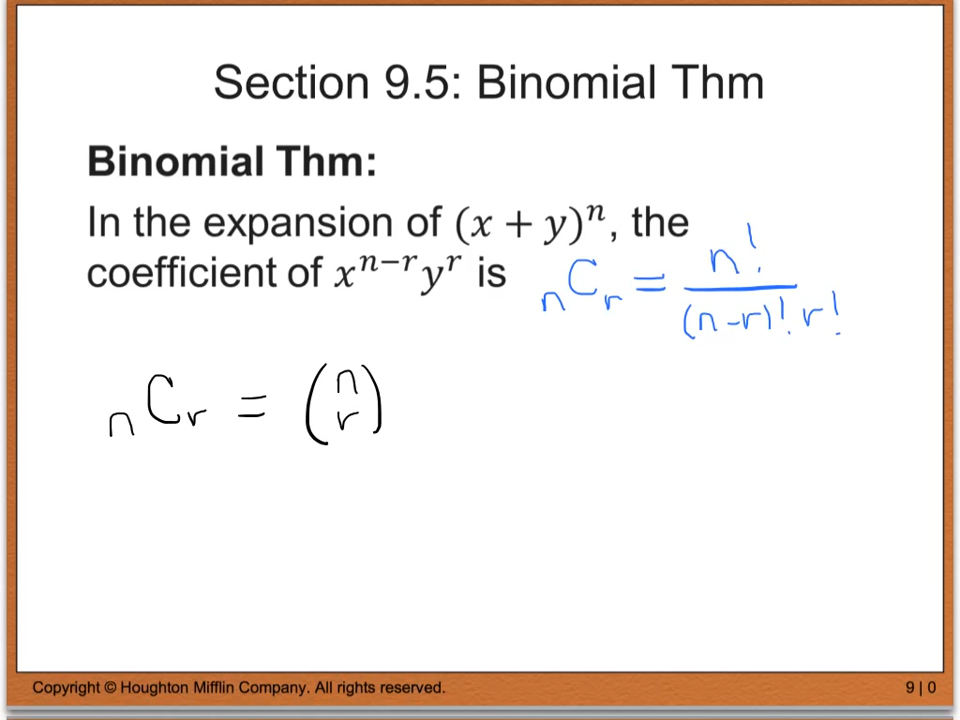 Section 9.5: Binomial Thm
Binomial Thm:
In the expansion of (x + y)ⁿ, the
coefficient of xⁿ⁻ʳyʳ is ₙCᵣ = n! / (n-r)! r!
ₙCᵣ = (n r)
Copyright © Houghton Mifflin Company. All rights reserved. 9 | 0